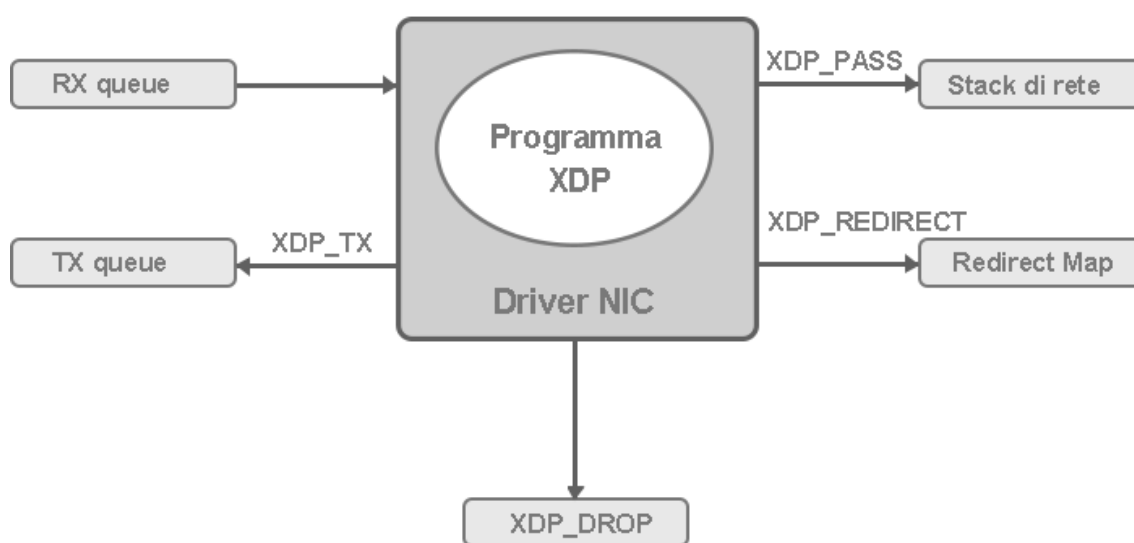 RX queue
XDP_PASS
Stack di rete
Programma
XDP
XDP_TX
TX queue
XDP_REDIRECT
Redirect Map
Driver NIC
XDP_DROP